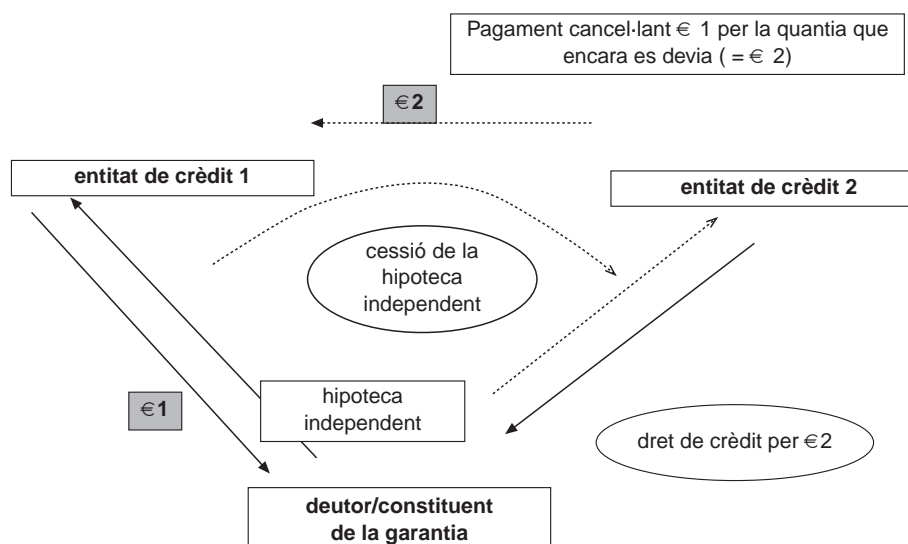 Pagament cancel·lant € 1 per la quantia que
encara es devia ( = € 2)
€2
entitat de crèdit 1
entitat de crèdit 2
cessió de la
hipoteca
independent
€1
hipoteca
independent
dret de crèdit per €2
deutor/constituent
de la garantia